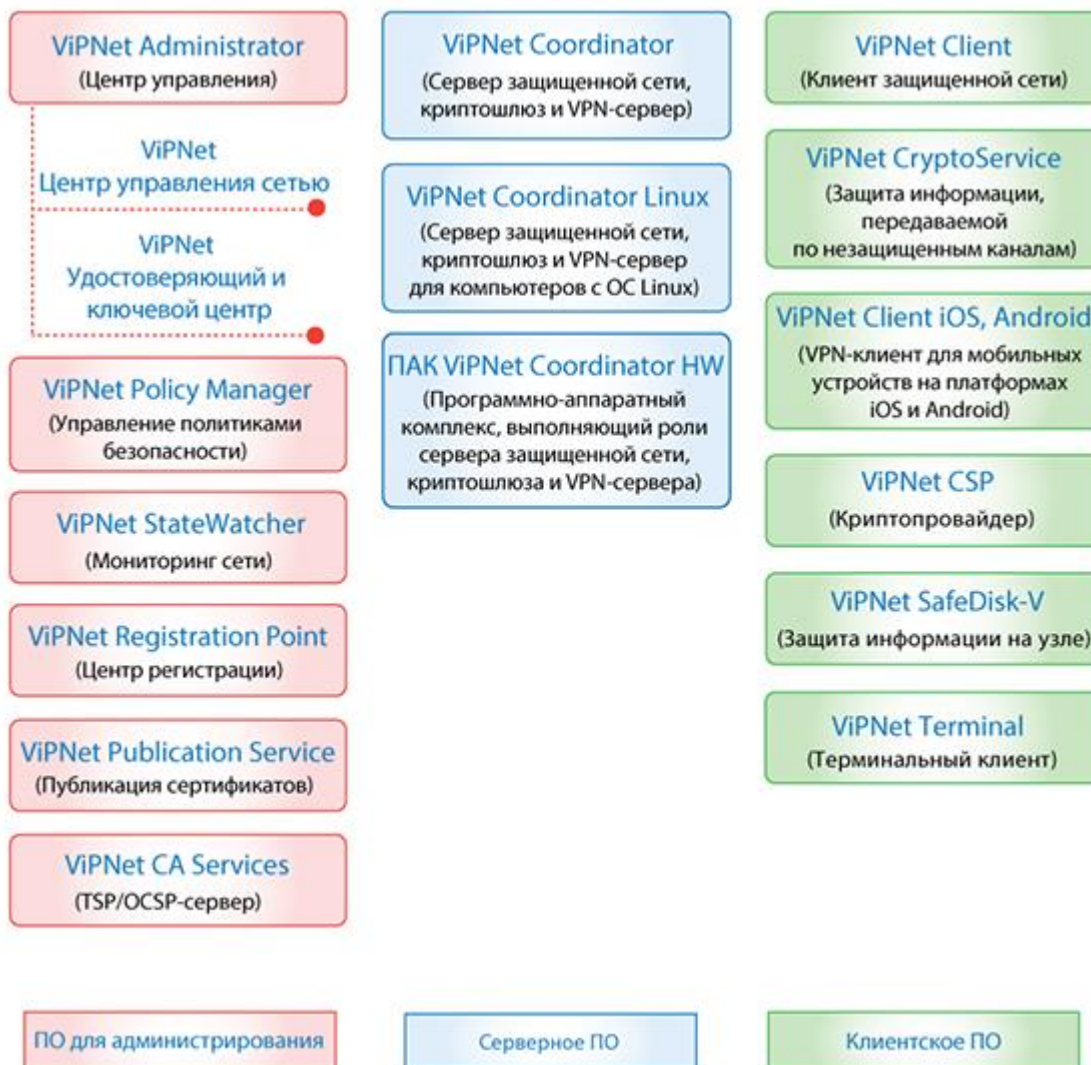 ViPNet Administrator
(Центр управления)
ViPNet
Центр управления сетью
ViPNet
Удостоверяющий и
ключевой центр
ViPNet Policy Manager
(Управление политиками
безопасности)
ViPNet StateWatcher
(Мониторинг сети)
ViPNet Registration Point
(Центр регистрации)
ViPNet Publication Service
(Публикация сертификатов)
ViPNet CA Services
(TSP/OCSP-сервер)
ViPNet Coordinator
(Сервер защищенной сети,
криптошлюз и VPN-сервер)
ViPNet Coordinator Linux
(Сервер защищенной сети,
криптошлюз и VPN-сервер
для компьютеров с ОС Linux)
ПАК ViPNet Coordinator HW
(Программно-аппаратный
комплекс, выполняющий роли
сервера защищенной сети,
криптошлюза и VPN-сервера)
ViPNet Client
(Клиент защищенной сети)
ViPNet CryptoService
(Защита информации,
передаваемой
по незащищенным каналам)
ViPNet Client iOS, Android
(VPN-клиент для мобильных
устройств на платформах
iOS и Android)
ViPNet CSP
(Криптопровайдер)
ViPNet SafeDisk-V
(Защита информации на узле)
ViPNet Terminal
(Терминальный клиент)
ПО для администрирования
Серверное ПО
Клиентское ПО